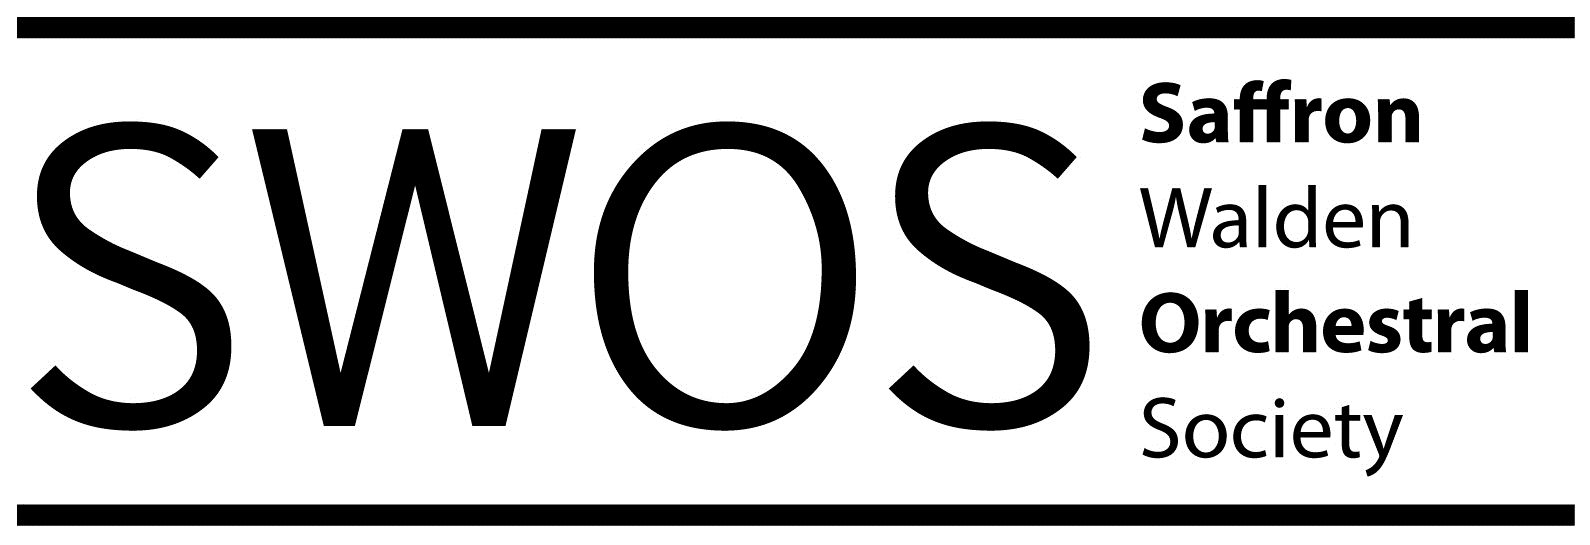 SWOS
Saffron
Walden
Orchestral
Society